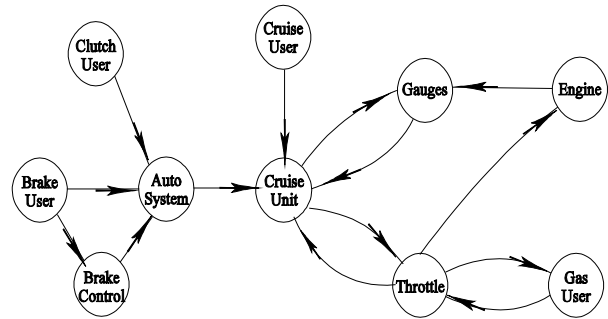 Clutch
User
Cruise
User
Gauges
Engine
Brake
User
Auto
System
Cruise
Unit
Brake
Control
Throttle
Gas
User